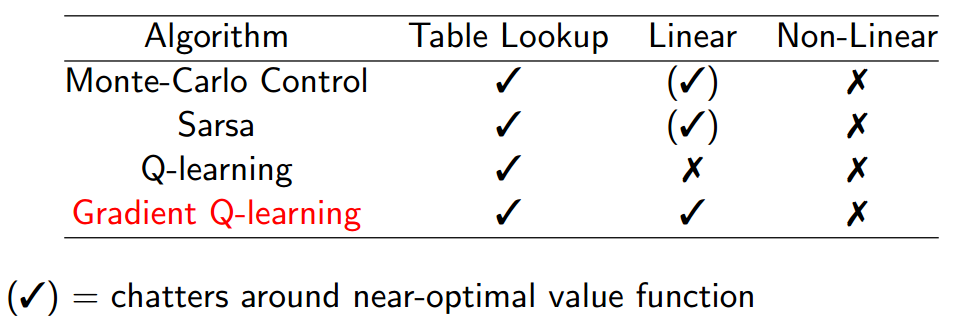 Algorithm Table Lookup Linear Non-Linear
Monte-Carlo Control ✓ (✓) ✗
Sarsa ✓ (✓) ✗
Q-learning ✓ ✗ ✗
Gradient Q-learning ✓ ✓ ✗
(✓) = chatters around near-optimal value function